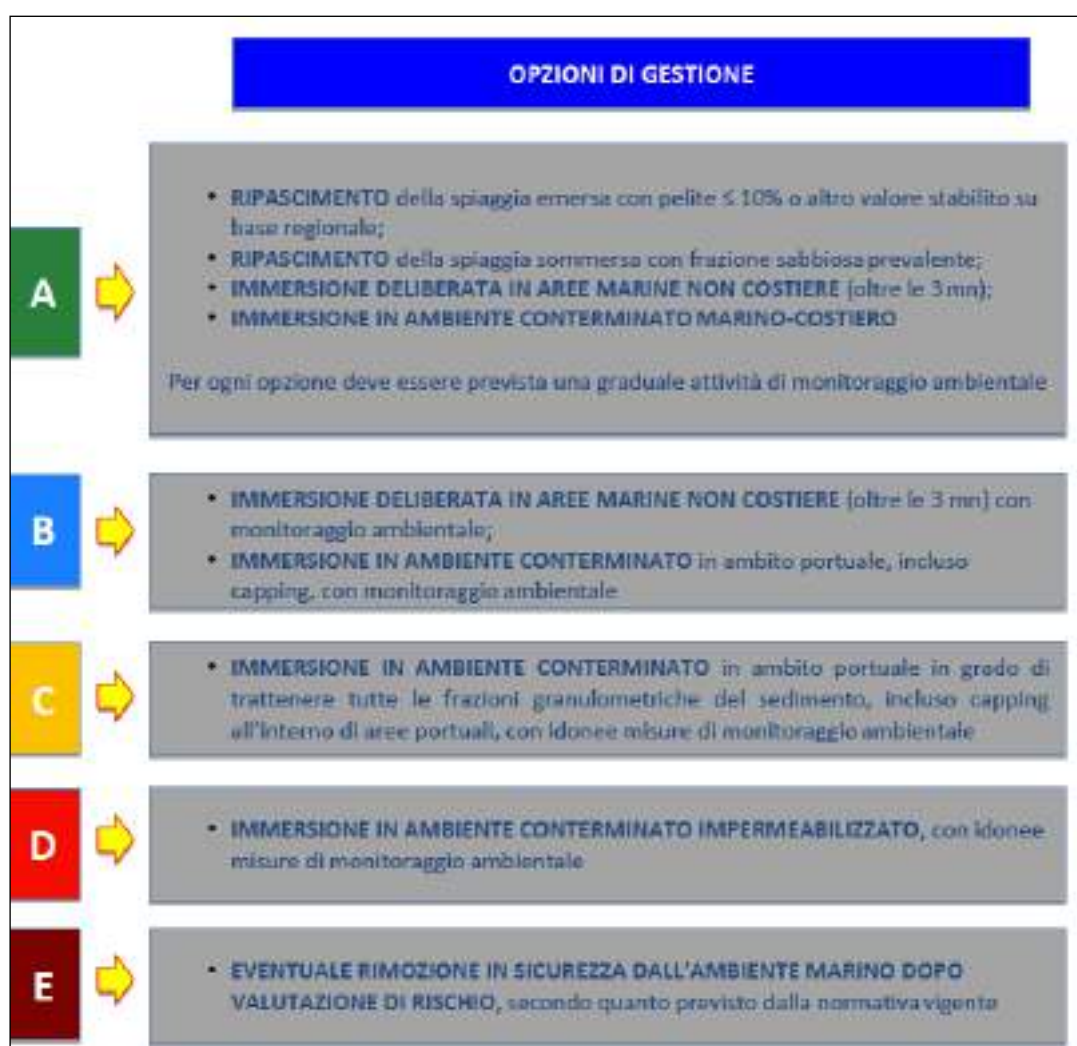 OPZIONI DI GESTIONE
A
• RIPASCIMENTO della spiaggia emersa con pelite ≤ 10% o altro valore stabilito su
base regionale;
• RIPASCIMENTO della spiaggia sommersa con frazione sabbiosa prevalente;
• IMMERSIONE DELIBERATA IN AREE MARINE NON COSTIERE (oltre le 3 mn);
• IMMERSIONE IN AMBIENTE CONTERMINATO MARINO-COSTIERO
Per ogni opzione deve essere prevista una graduale attività di monitoraggio ambientale
B
• IMMERSIONE DELIBERATA IN AREE MARINE NON COSTIERE (oltre le 3 mn) con
monitoraggio ambientale;
• IMMERSIONE IN AMBIENTE CONTERMINATO in ambito portuale, incluso
capping, con monitoraggio ambientale
C
• IMMERSIONE IN AMBIENTE CONTERMINATO in ambito portuale in grado di
trattenere tutte le frazioni granulometriche del sedimento, incluso capping
all'interno di aree portuali, con idonee misure di monitoraggio ambientale
D
• IMMERSIONE IN AMBIENTE CONTERMINATO IMPERMEABILIZZATO, con idonee
misure di monitoraggio ambientale
E
• EVENTUALE RIMOZIONE IN SICUREZZA DALL'AMBIENTE MARINO DOPO
VALUTAZIONE DI RISCHIO, secondo quanto previsto dalla normativa vigente